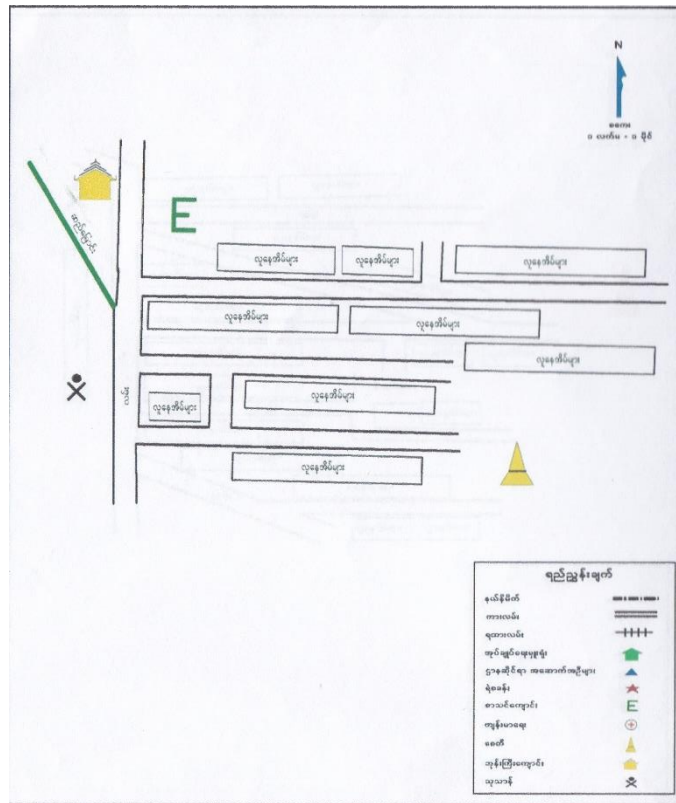 N
စကေး
၁ လက်မ - ၁ မိုင်
ဆည်မြောင်း
E
လူနေအိမ်များ
လူနေအိမ်များ
လူနေအိမ်များ
လူနေအိမ်များ
လူနေအိမ်များ
လူနေအိမ်များ
လမ်း
လူနေအိမ်များ
လူနေအိမ်များ
လူနေအိမ်များ
ရည်ညွှန်းချက်
နယ်နိမိတ်
ကားလမ်း
ရထားလမ်း
အုပ်ချုပ်ရေးမှူးရုံး
ဌာနဆိုင်ရာ အဆောက်အဦများ
ရဲစခန်း
စာသင်ကျောင်း E
ကျန်းမာရေး
စေတီ
ဘုန်းကြီးကျောင်း
သုသာန်